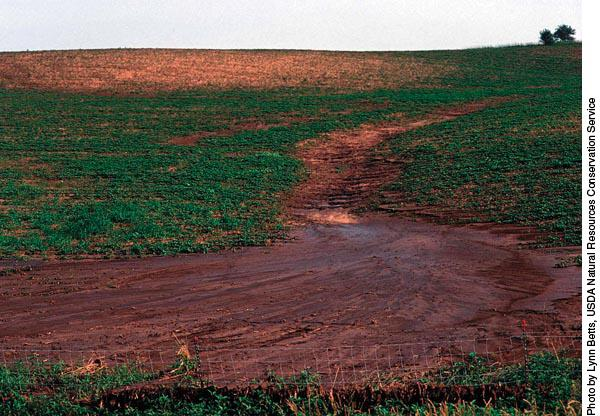 Photo by Lynn Betts, USDA Natural Resources Conservation Service